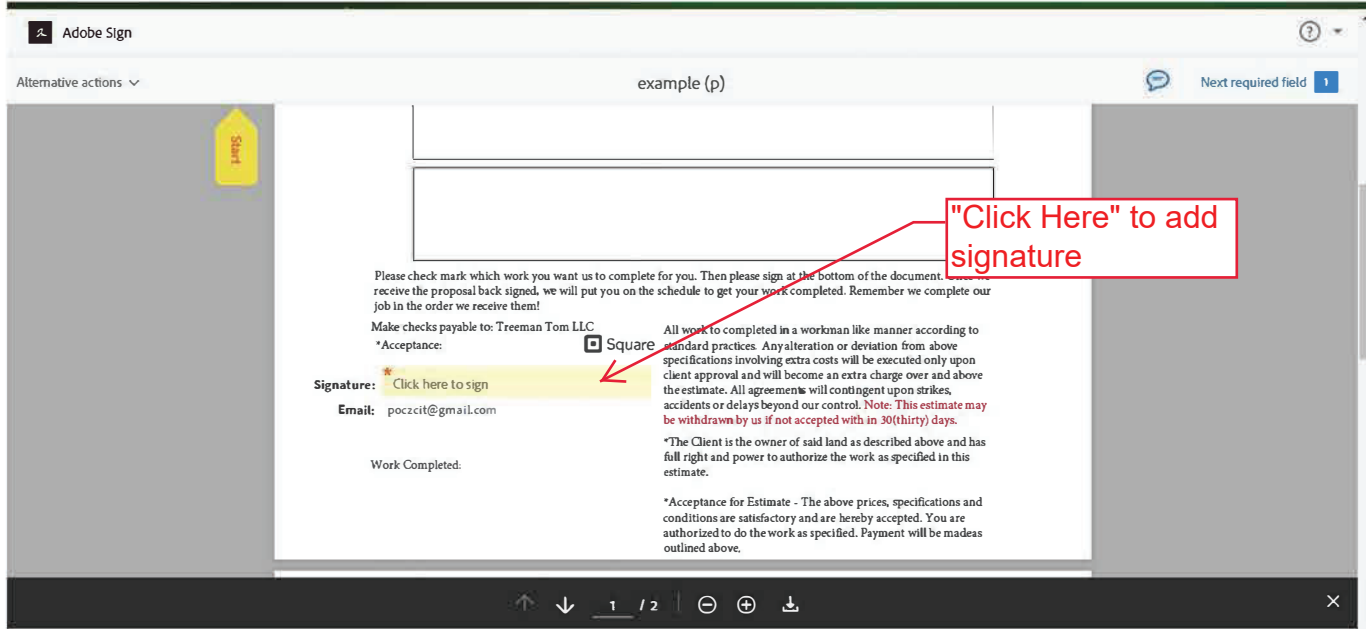 Adobe Sign
Alternative actions
example (p)
Next required field 1
Start
"Click Here" to add
signature
Please check mark which work you want us to complete for you. Then please sign at the bottom of the document.
receive the proposal back signed, we will put you on the schedule to get your work completed. Remember we complete our
job in the order we receive them!
Make checks payable to: Treeman Tom LLC
*Acceptance:
Square
Signature: * Click here to sign
Email: poczcit@gmail.com
Work Completed:
All work to completed in a workman like manner according to
standard practices. Any alteration or deviation from above
specifications involving extra costs will be executed only upon
client approval and will become an extra charge over and above
the estimate. All agreements will contingent upon strikes,
accidents or delays beyond our control. Note: This estimate may
be withdrawn by us if not accepted with in 30(thirty) days.
*The Client is the owner of said land as described above and has
full right and power to authorize the work as specified in this
estimate.
*Acceptance for Estimate - The above prices, specifications and
conditions are satisfactory and are hereby accepted. You are
authorized to do the work as specified. Payment will be madeas
outlined above.
1 / 2